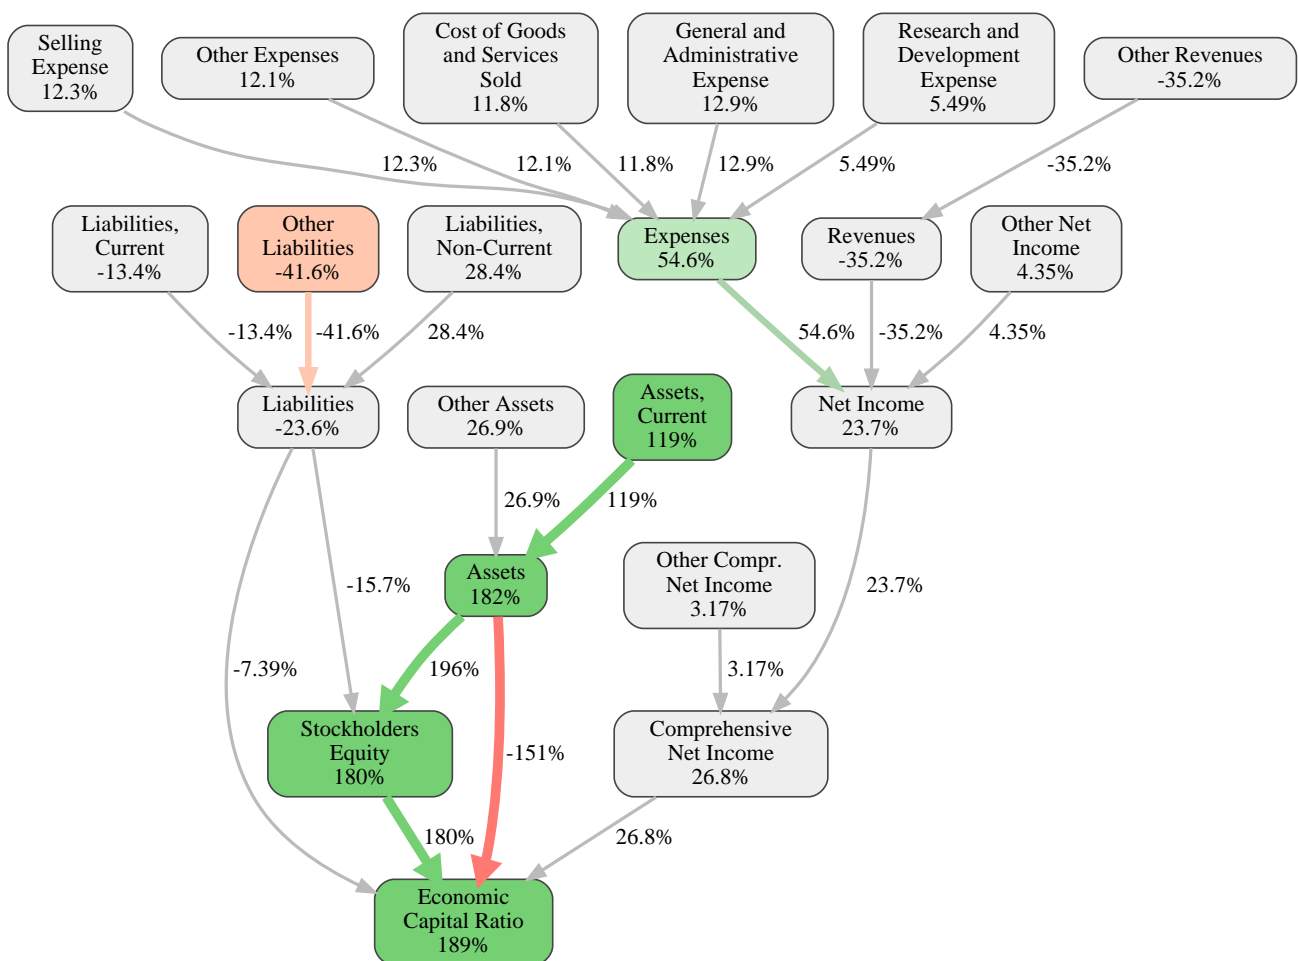 Selling
Expense
12.3%
Other Expenses
12.1%
Cost of Goods
and Services
Sold
11.8%
General and
Administrative
Expense
12.9%
Research and
Development
Expense
5.49%
Other Revenues
-35.2%
12.3%
12.1%
11.8%
12.9%
5.49%
-35.2%
Liabilities,
Current
-13.4%
Other
Liabilities
-41.6%
Liabilities,
Non-Current
28.4%
Expenses
54.6%
Revenues
-35.2%
Other Net
Income
4.35%
-13.4%
-41.6%
28.4%
54.6%
-35.2%
4.35%
Liabilities
-23.6%
Other Assets
26.9%
Assets,
Current
119%
Net Income
23.7%
26.9%
119%
Assets
182%
Other Compr.
Net Income
3.17%
-15.7%
23.7%
-7.39%
196%
3.17%
Stockholders
Equity
180%
-151%
Comprehensive
Net Income
26.8%
180%
26.8%
Economic
Capital Ratio
189%